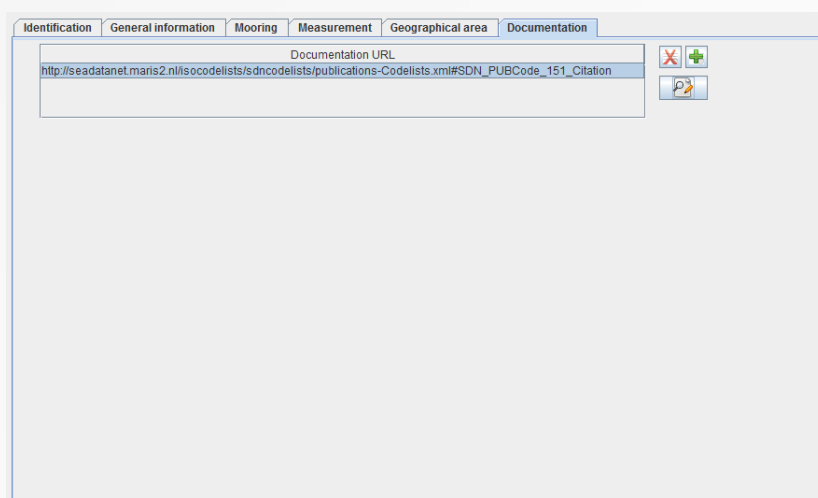 Identification General information Mooring Measurement Geographical area Documentation
Documentation URL
http://seadatanet.maris2.nl/isocodelists/sdncodelists/publications-Codelists.xml#SDN_PUBCode_151_Citation